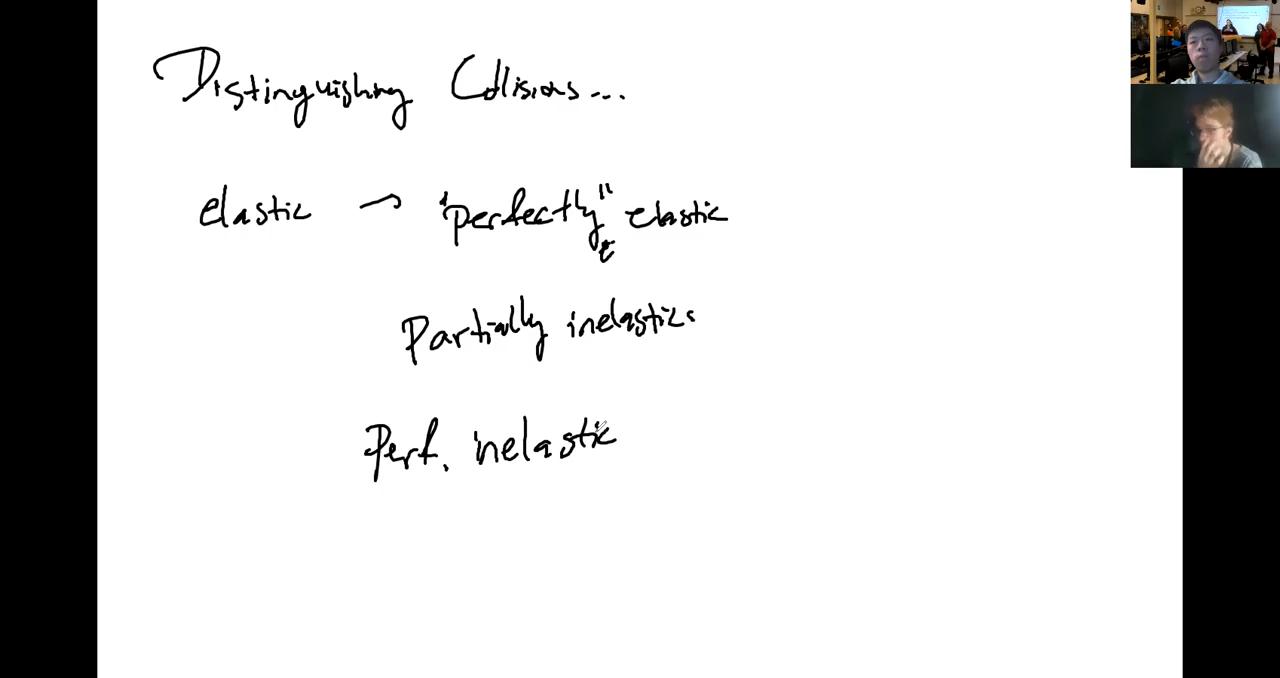 Distinguishing Collisions...
elastic → "perfectly" elastic
Partially inelastic
Perf. inelastic